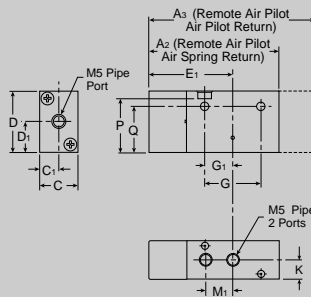 A3 (Remote Air Pilot
Air Pilot Return)
A2 (Remote Air Pilot
Air Spring Return)
E1
M5 Pipe
Port
D
D1
P
Q
C1
C
G1
G
M5 Pipe
2 Ports
K
M1